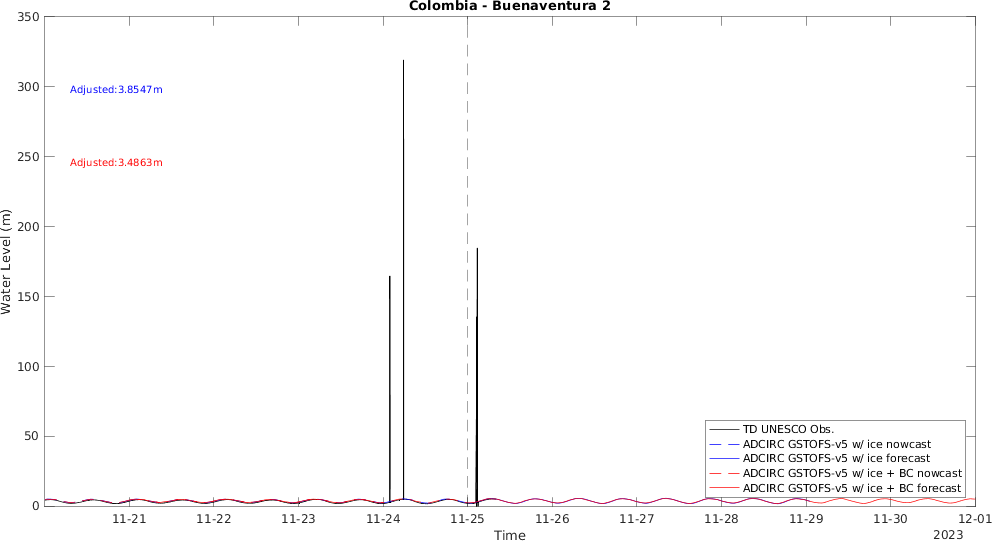 Colombia - Buenaventura 2
350
300
250
200
150
100
50
0
Water Level (m)
Adjusted:3.8547m
Adjusted:3.4863m
TD UNESCO Obs.
ADCIRC GSTOFS-v5 w/ ice nowcast
ADCIRC GSTOFS-v5 w/ ice forecast
ADCIRC GSTOFS-v5 w/ ice + BC nowcast
ADCIRC GSTOFS-v5 w/ ice + BC forecast
11-21 11-22 11-23 11-24 11-25 11-26 11-27 11-28 11-29 11-30 12-01
Time
2023